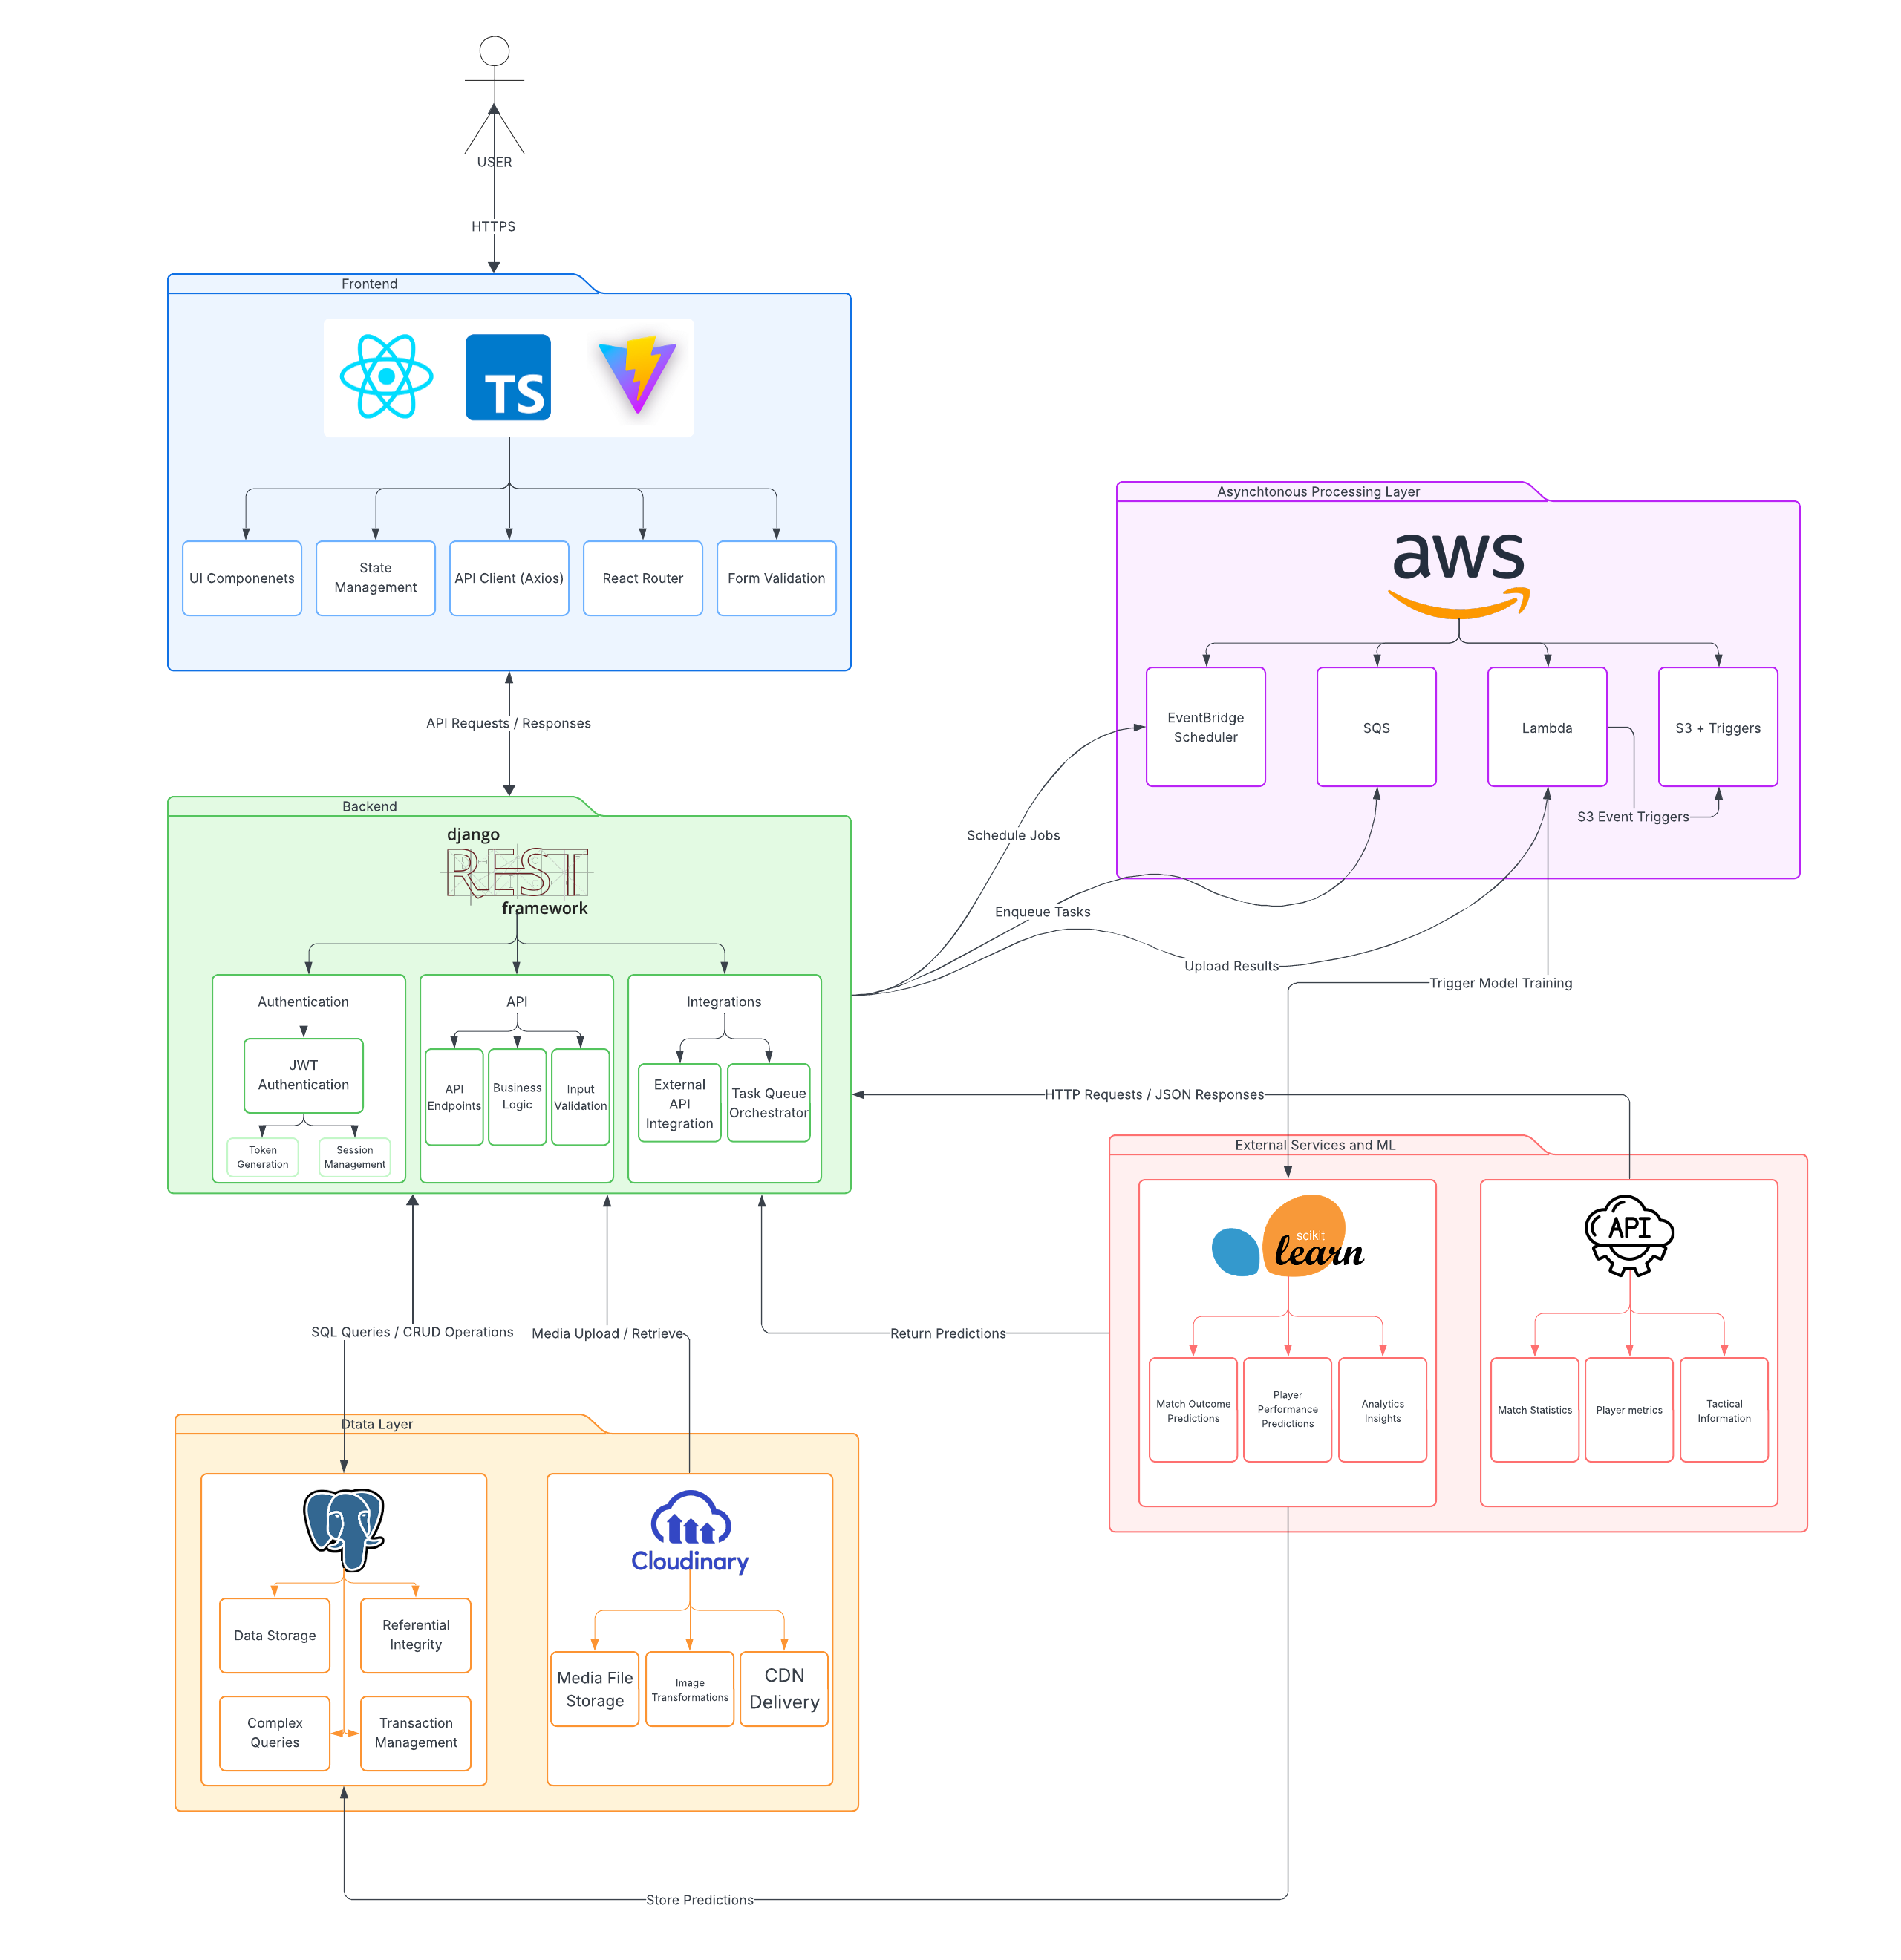 USER
HTTPS
Frontend
TS
UI Componenets
State
Management
API Client (Axios)
React Router
Form Validation
API Requests / Responses
Asynchtonous Processing Layer
aws
EventBridge
Scheduler
SQS
Lambda
S3 + Triggers
S3 Event Triggers
Schedule Jobs
Enqueue Tasks
Upload Results
Trigger Model Training
Backend
django
REST
framework
Authentication
JWT
Authentication
Token
Generation
Session
Management
API
API
Endpoints
Business
Logic
Input
Validation
Integrations
External
API
Integration
Task Queue
Orchestrator
HTTP Requests / JSON Responses
External Services and ML
scikit
learn
Match Outcome
Predictions
Player
Performance
Predictions
Analytics
Insights
API
Match Statistics
Player metrics
Tactical
Information
SQL Queries / CRUD Operations
Media Upload / Retrieve
Return Predictions
Dtata Layer
Data Storage
Referential
Integrity
Complex
Queries
Transaction
Management
Cloudinary
Media File
Storage
Image
Transformations
CDN
Delivery
Store Predictions